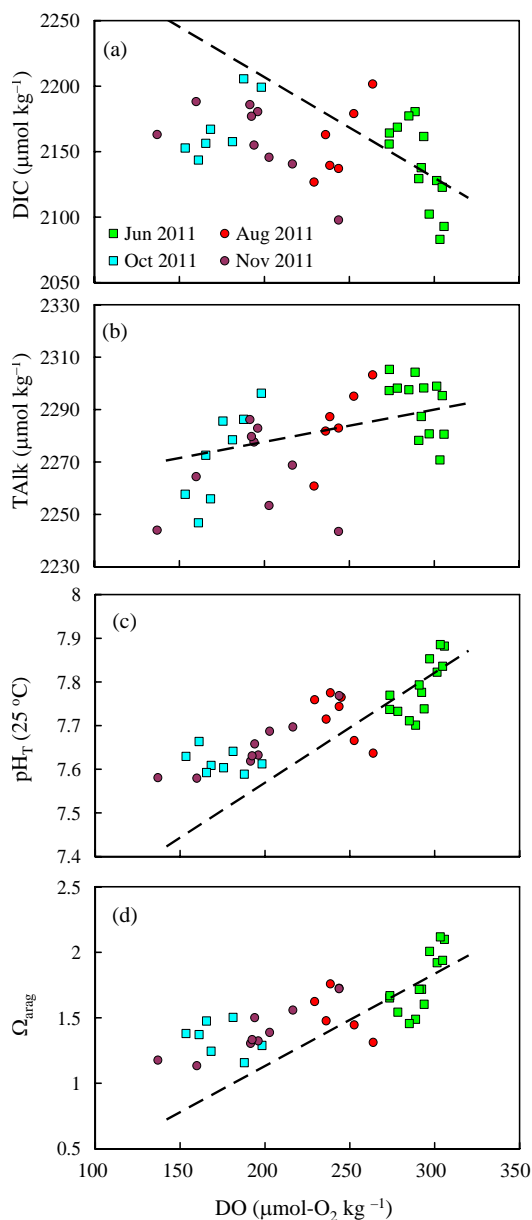 2250
(a)
2200
2150
2100
2050
DIC (μmol kg⁻¹)
Jun 2011
Aug 2011
Oct 2011
Nov 2011
2330
(b)
2310
2290
2270
2250
2230
TAlk (μmol kg⁻¹)
8
(c)
7.9
7.8
7.7
7.6
7.5
7.4
pH_T (25 °C)
2.5
(d)
2
1.5
1
0.5
Ω_arag
100 150 200 250 300 350
DO (μmol-O₂ kg ⁻¹)